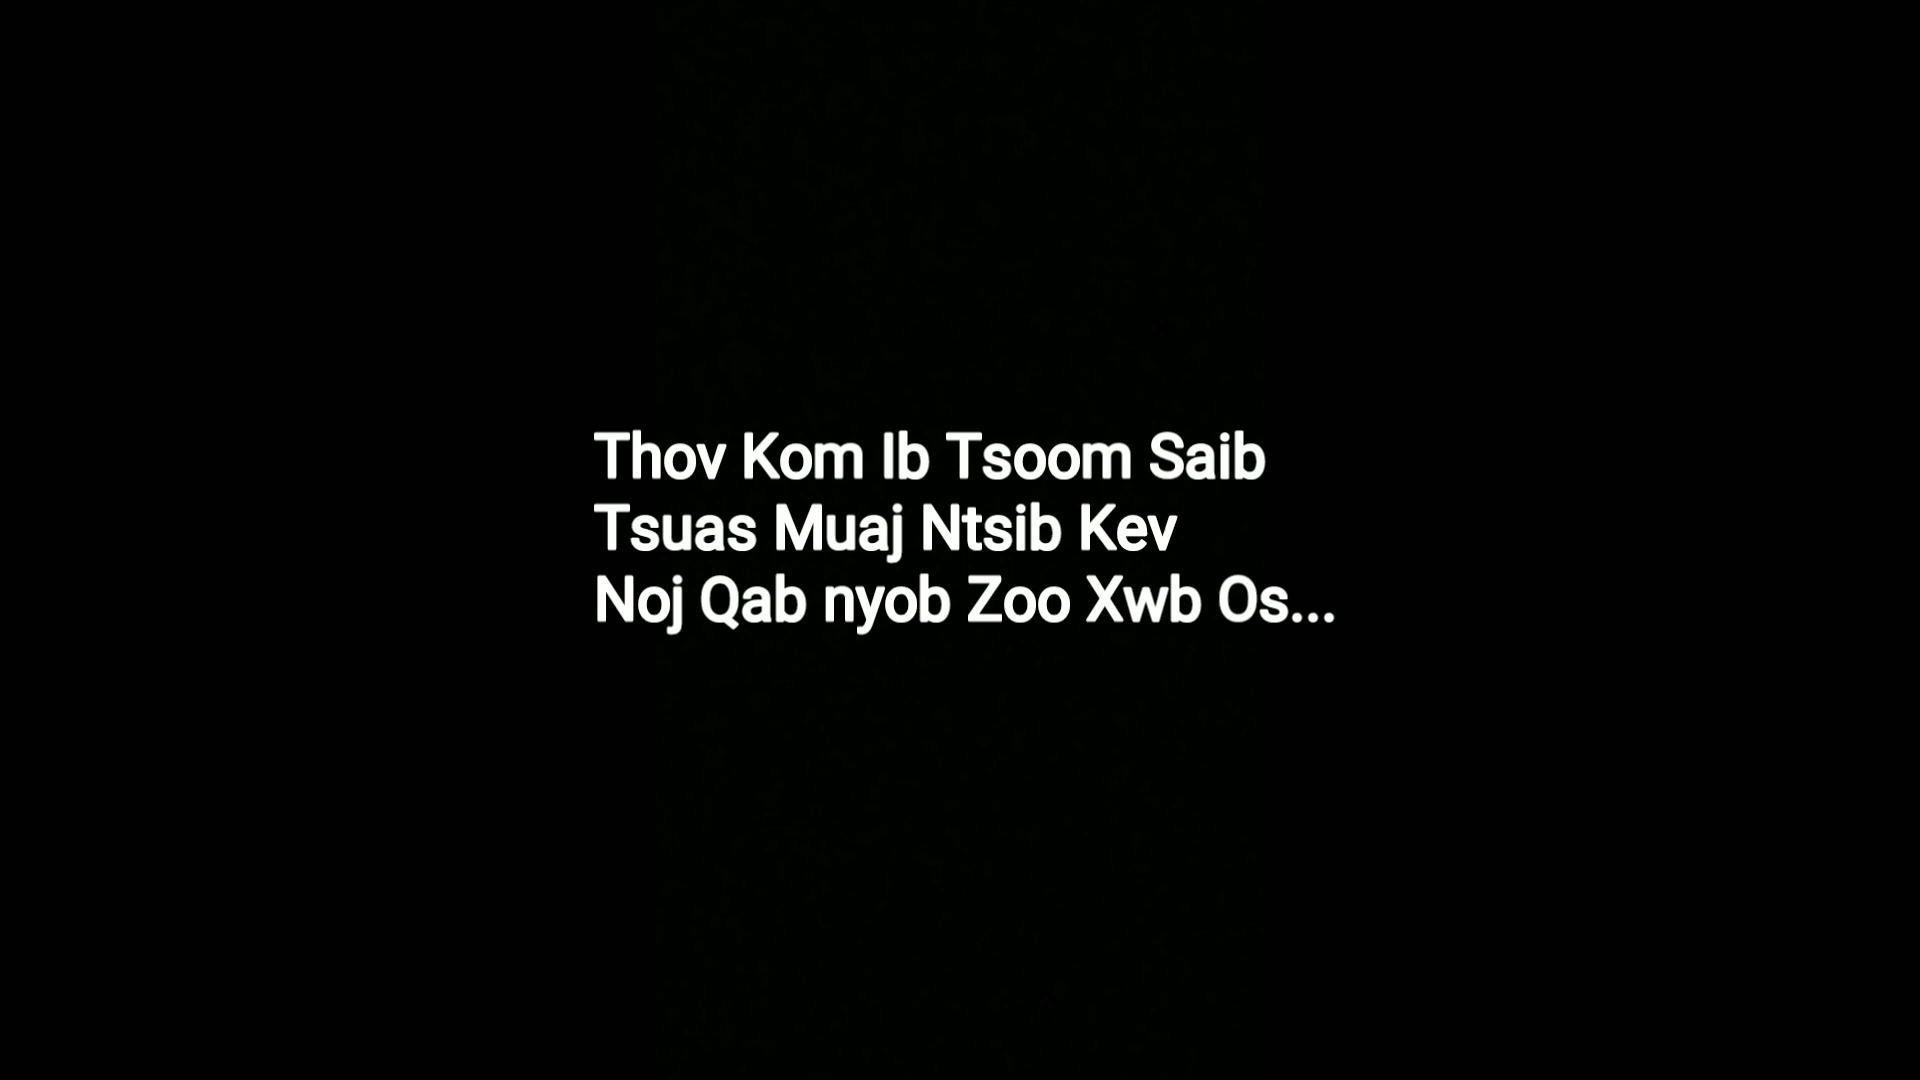 Thov Kom Ib Tsoom Saib
Tsuas Muaj Ntsib Kev
Noj Qab nyob Zoo Xwb Os...